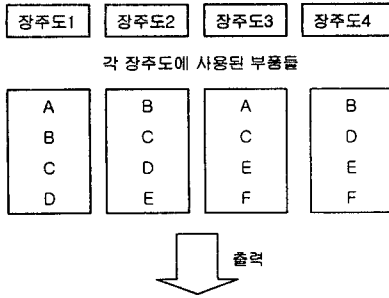 장주도1 장주도2 장주도3 장주도4
각 장주도에 사용된 부품들
A B A B
B C C D
C D E E
D E F F
출력